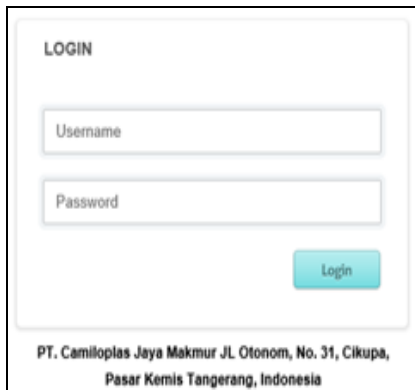 LOGIN
Username
Password
Login
PT. Camiloplas Jaya Makmur JL Otonom, No. 31, Cikupa,
Pasar Kemis Tangerang, Indonesia